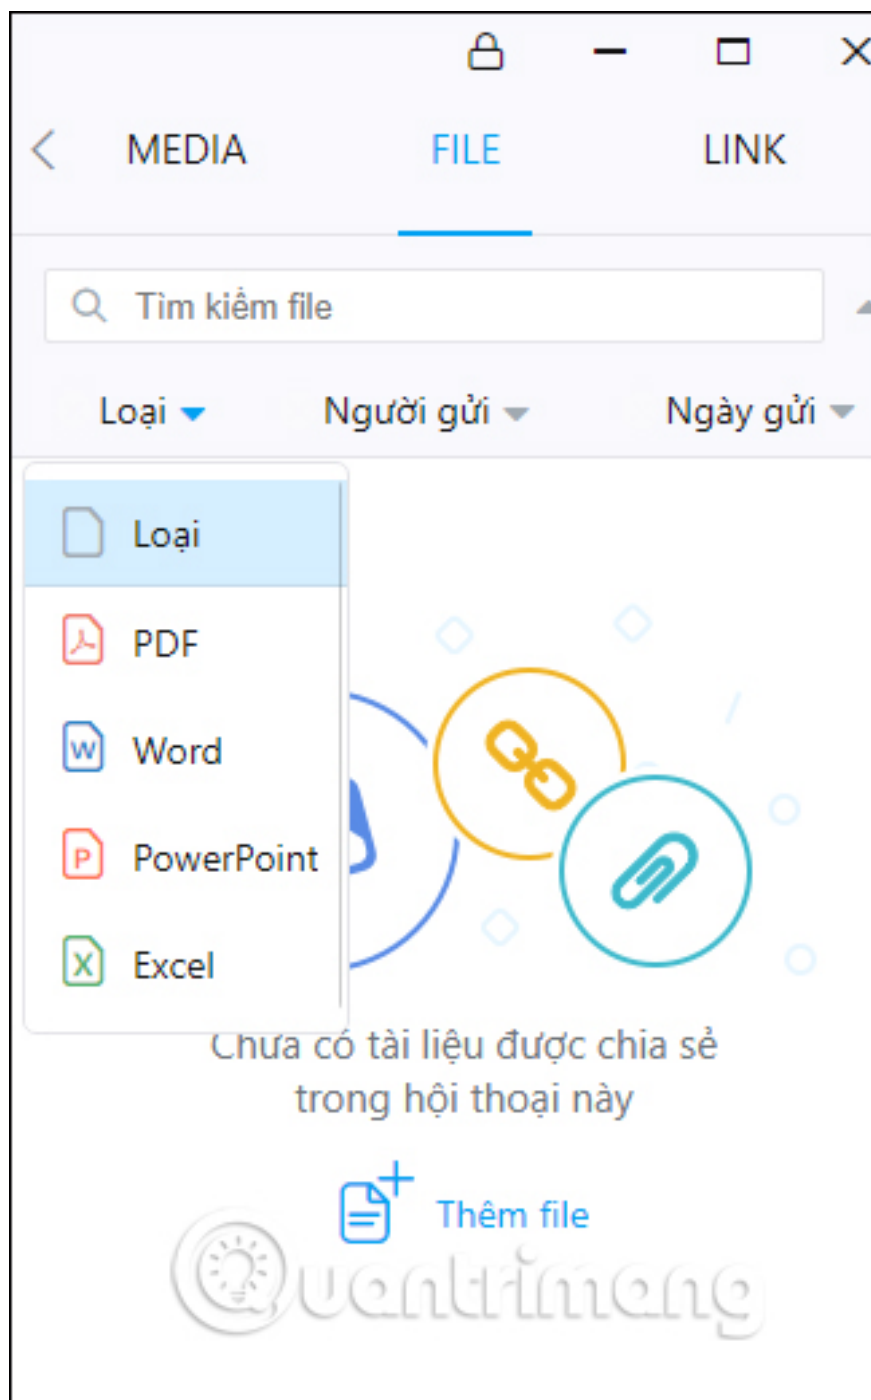 MEDIA FILE LINK
Tìm kiếm file
Loại Người gửi Ngày gửi
Loại
PDF
Word
PowerPoint
Excel
Chưa có tài liệu được chia sẻ
trong hội thoại này
Thêm file
Quantrimang